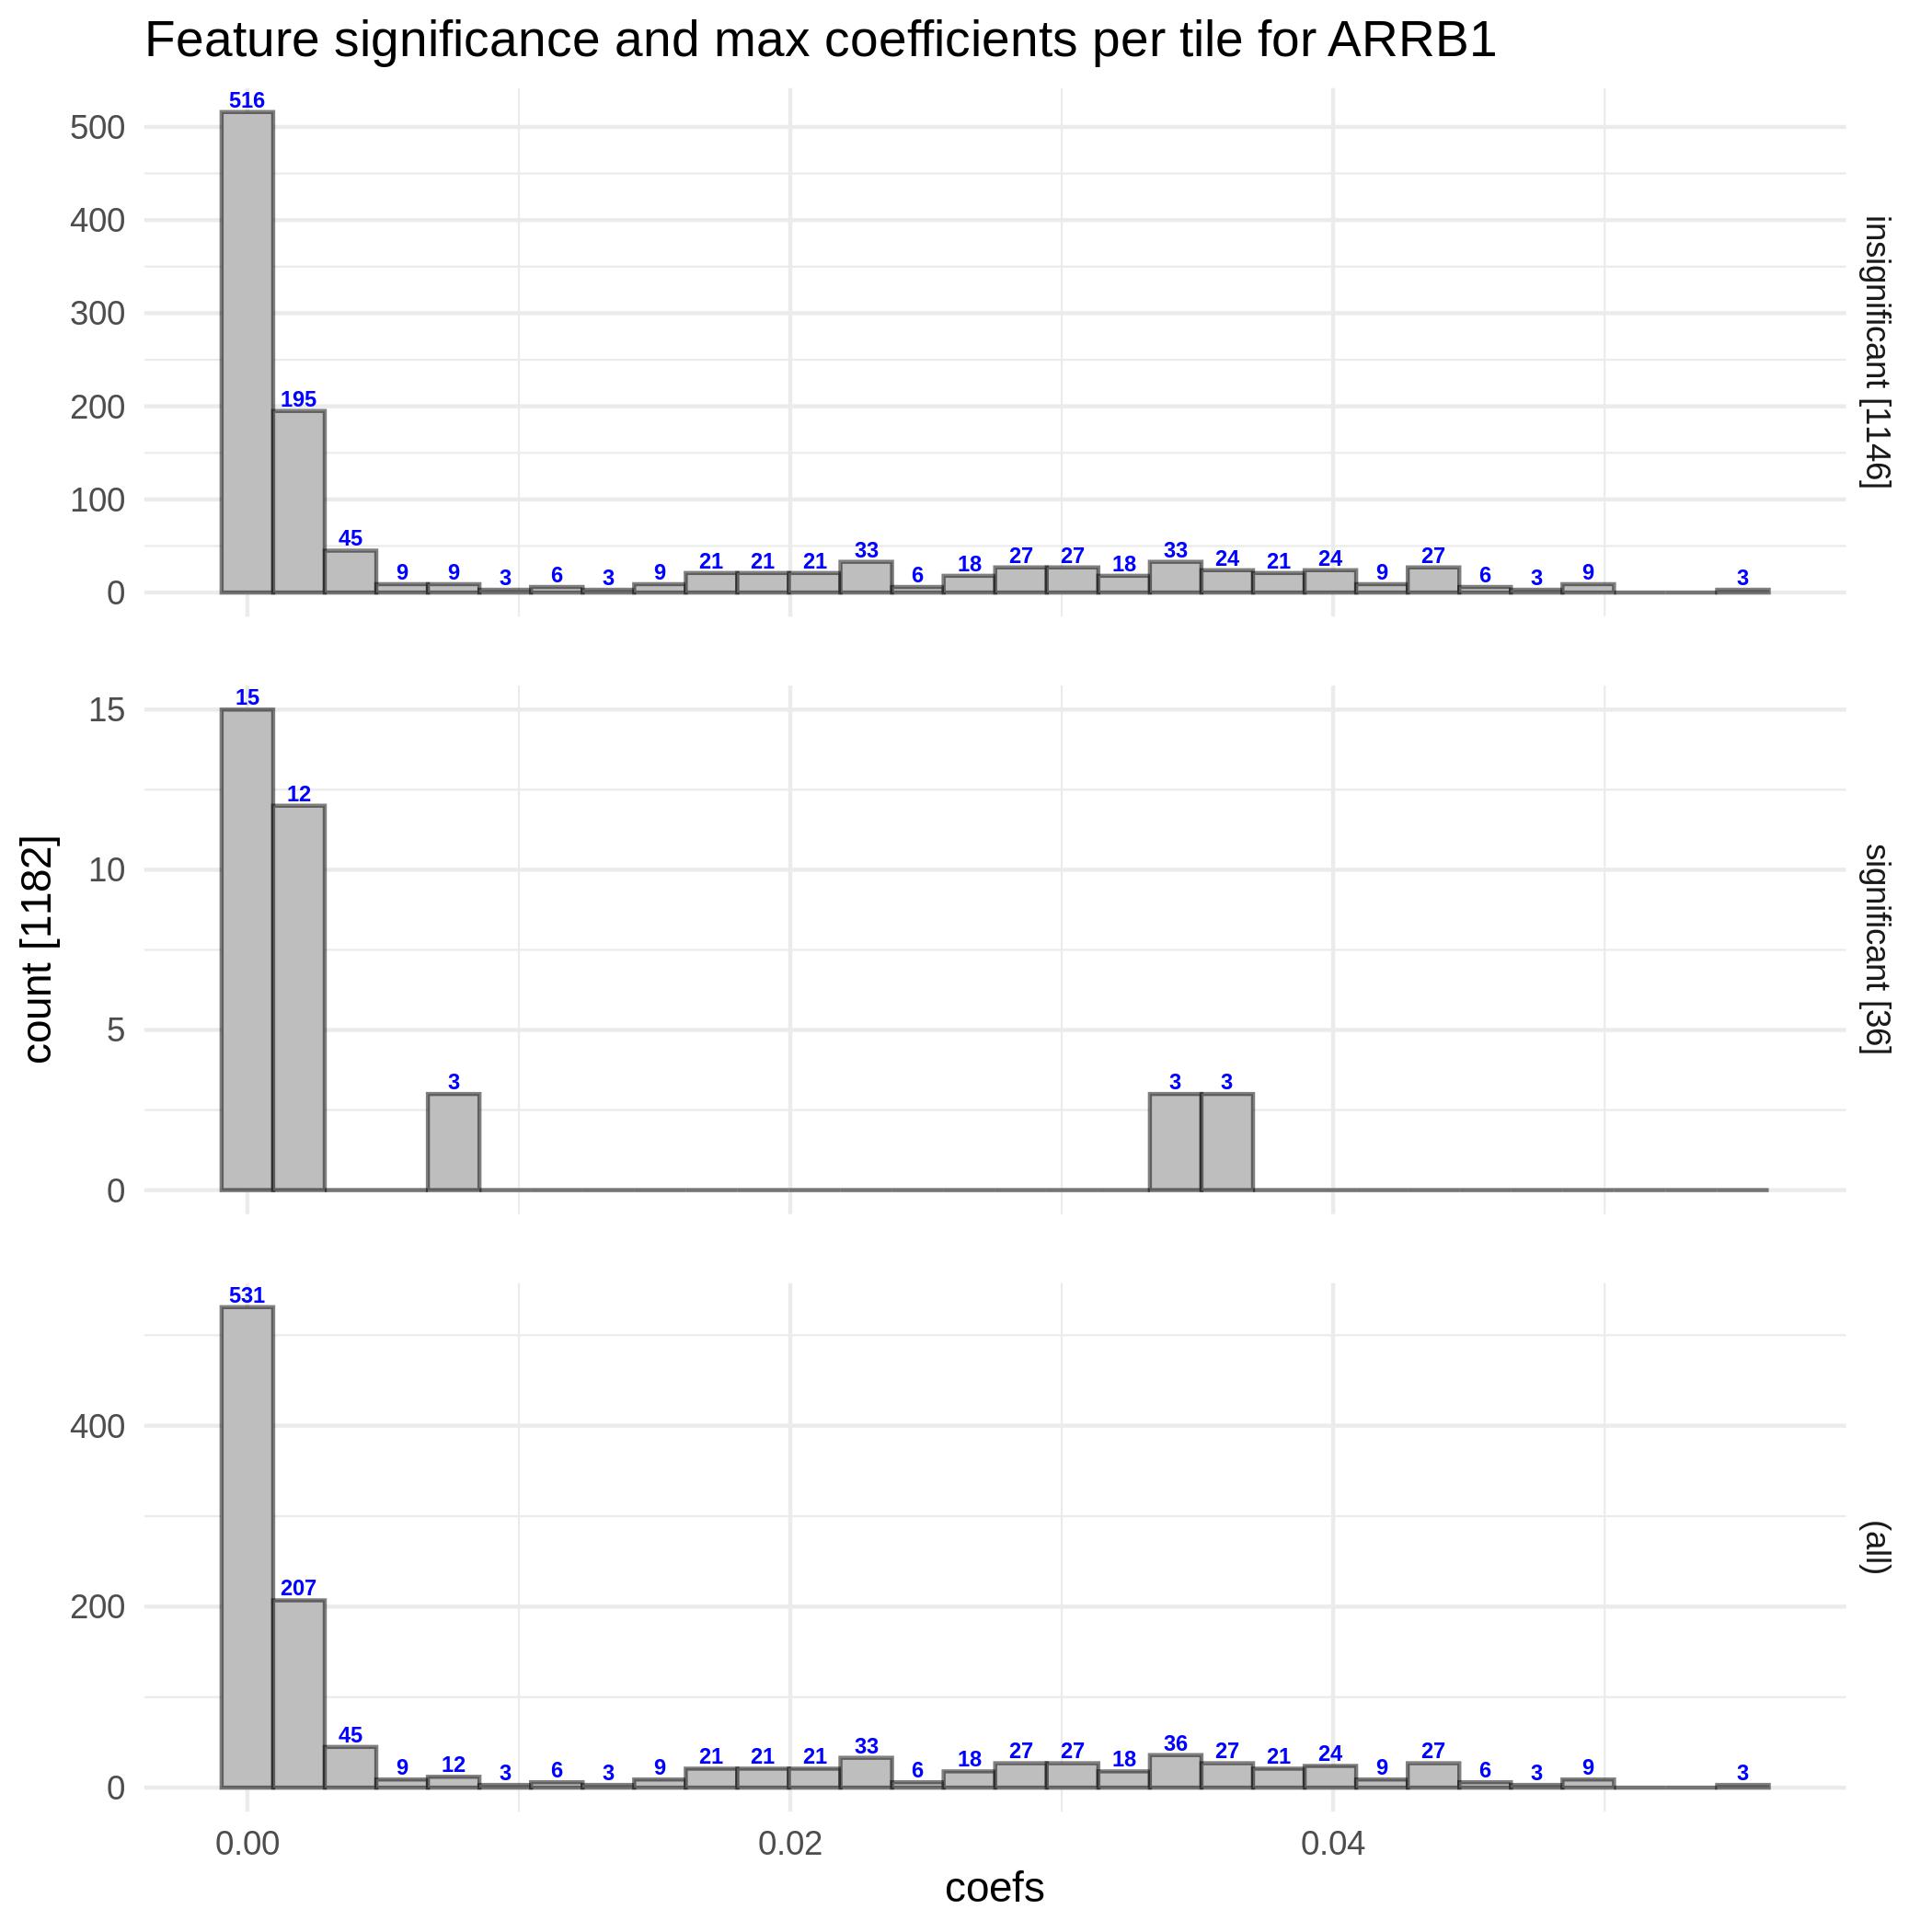 Feature significance and max coefficients per tile for ARRB1
516
500
400
300
200
195
100
45
9 9 3 6 3 9 21 21 21 33 6 18 27 27 18 33 24 21 24 9 27 6 3 9 3
0
insignificant [1146]
15
15
12
10
5
3 3 3
0
significant [36]
count [1182]
531
400
207
200
45
9 12 3 6 3 9 21 21 21 33 6 18 27 27 18 36 27 21 24 9 27 6 3 9 3
0
(all)
0.00 0.02 0.04
coefs